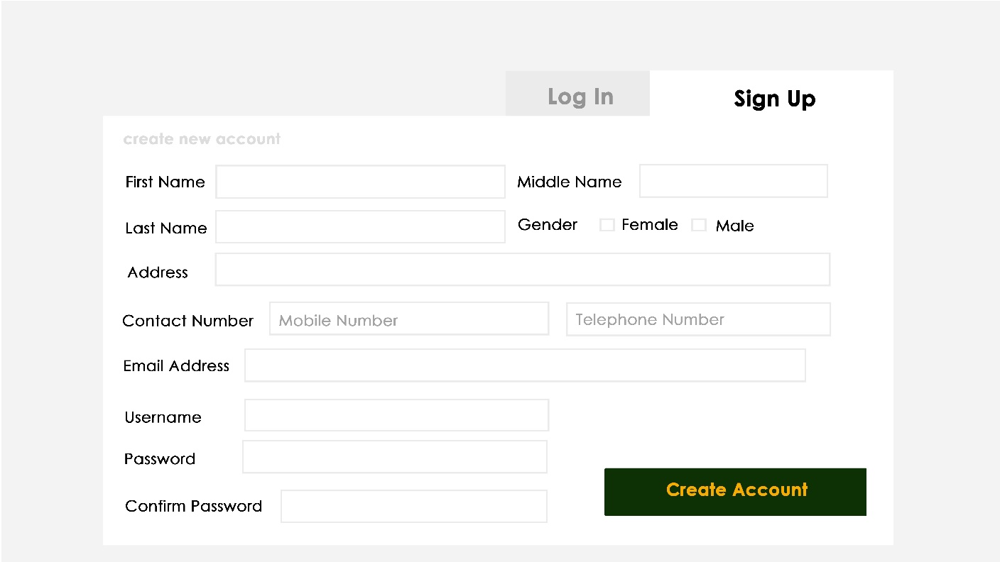 Log In
Sign Up
create new account
First Name
Middle Name
Last Name
Gender Female Male
Address
Contact Number Mobile Number Telephone Number
Email Address
Username
Password
Create Account
Confirm Password